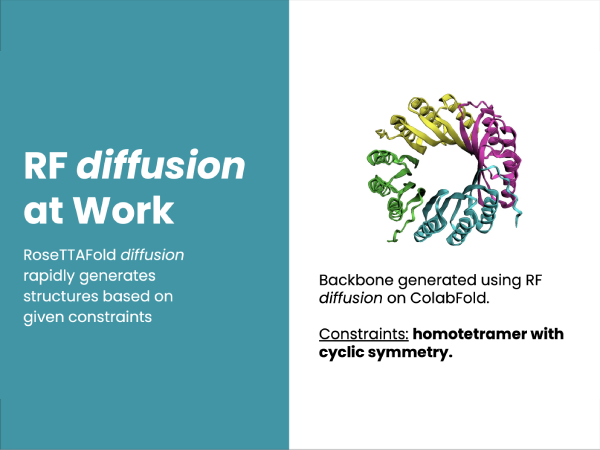 RF diffusion
at Work
RoseTTAFold diffusion
rapidly generates
structures based on
given constraints
Backbone generated using RF
diffusion on ColabFold.
Constraints: homotetramer with
cyclic symmetry.